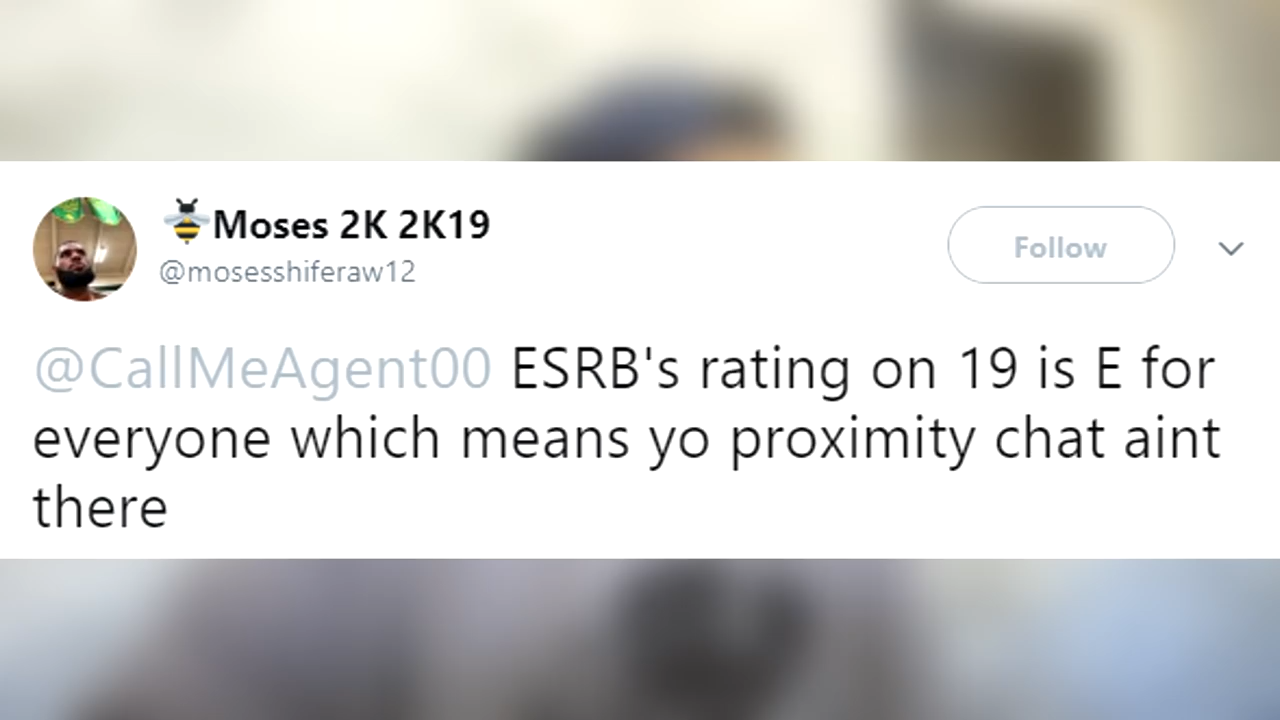 🐝Moses 2K 2K19
@mosesshiferaw12
Follow
@CallMeAgent00 ESRB's rating on 19 is E for
everyone which means yo proximity chat aint
there